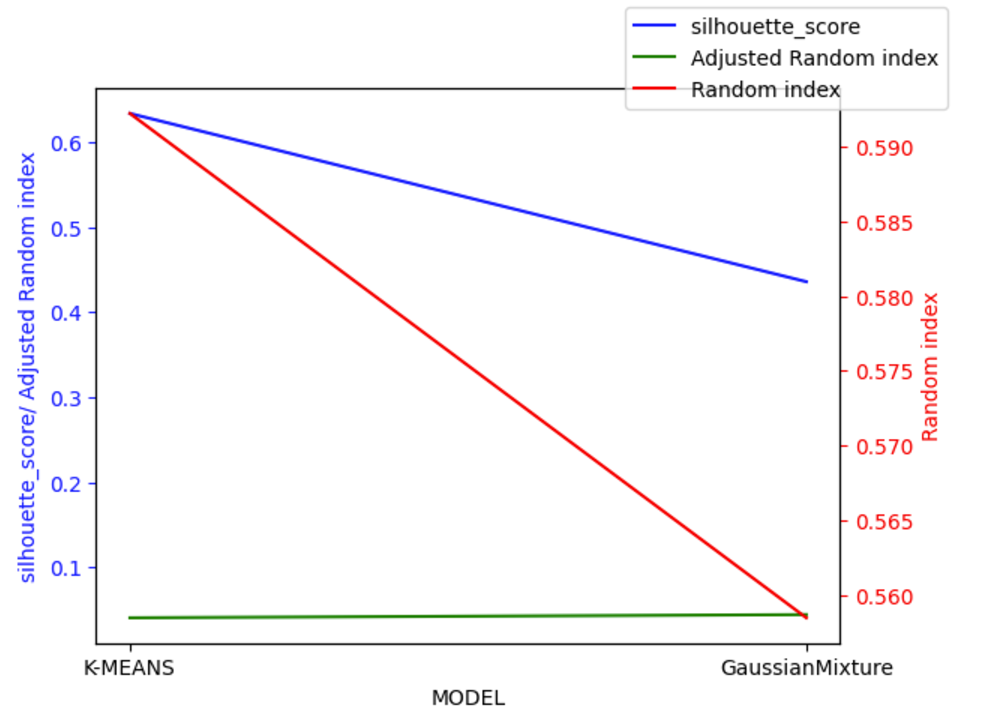 silhouette_score
Adjusted Random index
Random index
silhouette_score/ Adjusted Random index
0.6
0.5
0.4
0.3
0.2
0.1
0.590
0.585
0.580
0.575
0.570
0.565
0.560
Random index
K-MEANS
GaussianMixture
MODEL